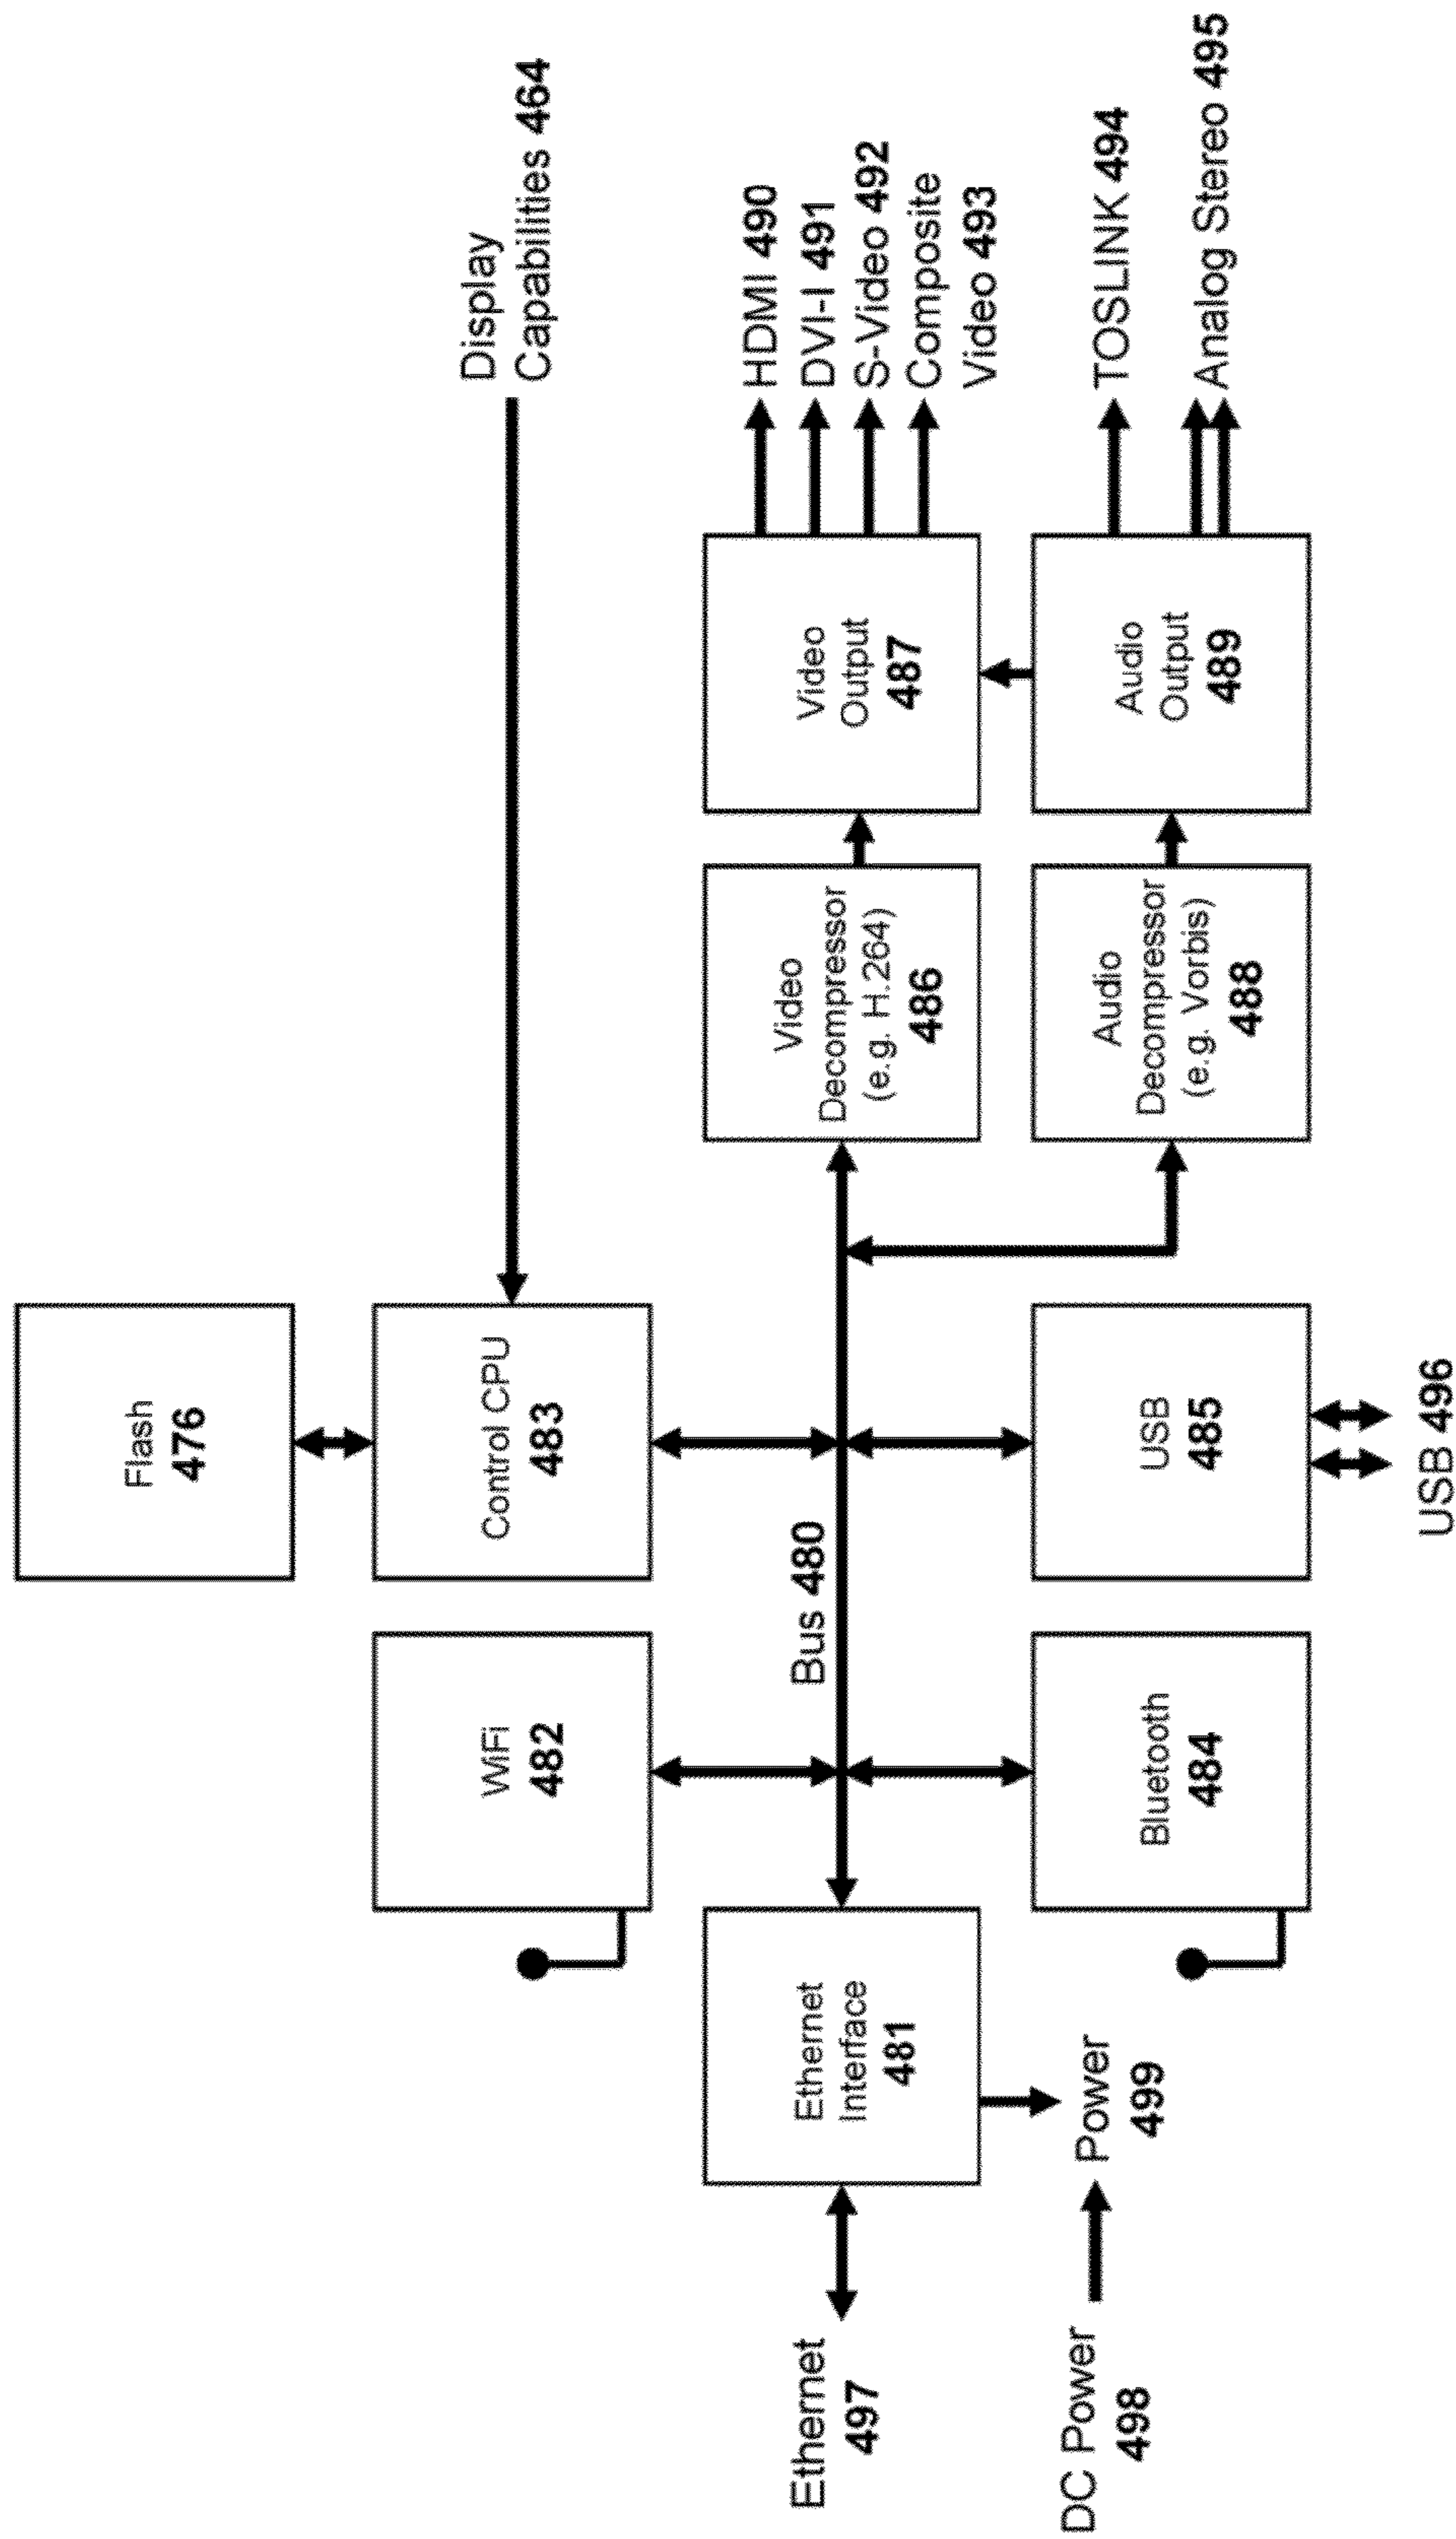 Flash
476
Display
Capabilities 464
WiFi
482
Control CPU
483
Bus 480
Ethernet
497
Ethernet
Interface
481
Video
Decompressor
(e.g. H.264)
486
Video
Output
487
HDMI 490
DVI-I 491
S-Video 492
Composite
Video 493
DC Power
498
Power
499
Bluetooth
484
USB
485
Audio
Decompressor
(e.g. Vorbis)
488
Audio
Output
489
TOSLINK 494
Analog Stereo 495
USB 496